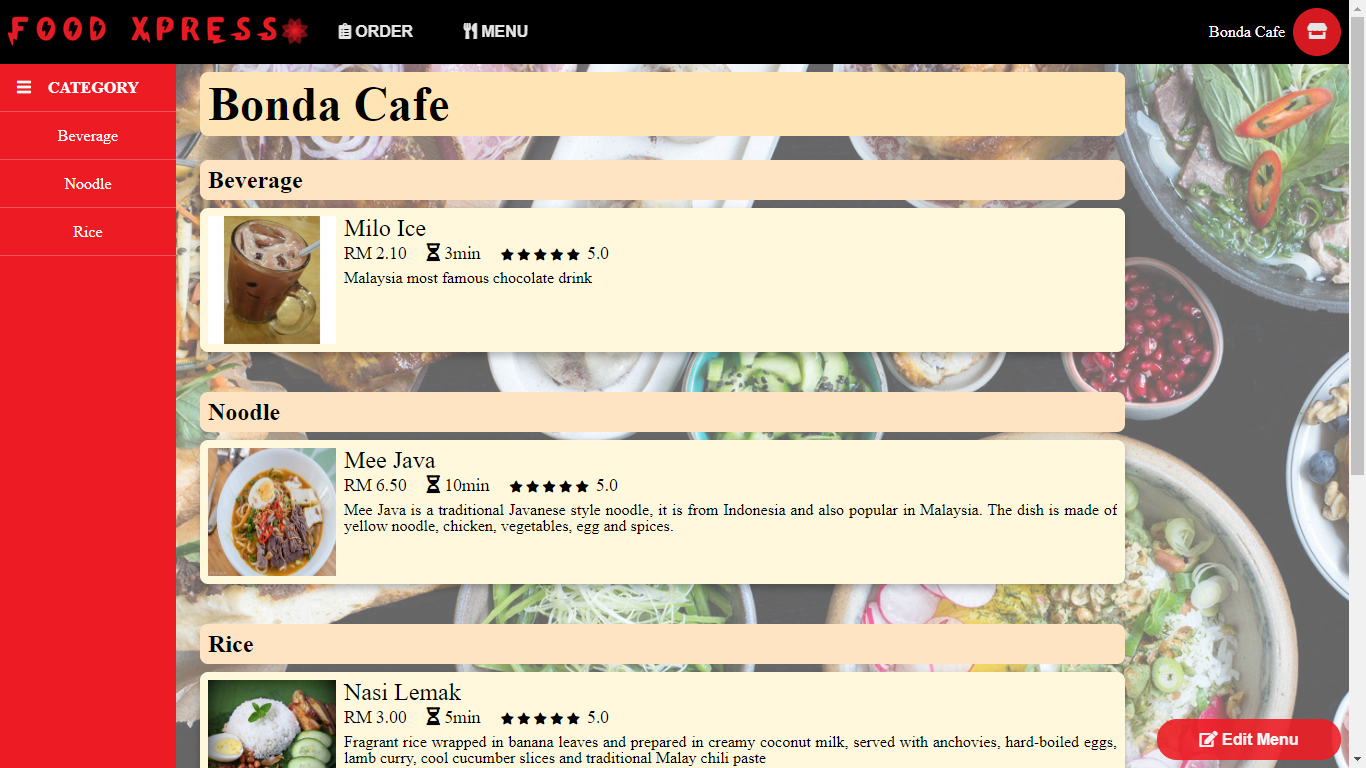 FOOD XPRESS
ORDER
MENU
Bonda Cafe
CATEGORY
Beverage
Noodle
Rice
Bonda Cafe
Beverage
Milo Ice
RM 2.10 3min ★★★★★ 5.0
Malaysia most famous chocolate drink
Noodle
Mee Java
RM 6.50 10min ★★★★★ 5.0
Mee Java is a traditional Javanese style noodle, it is from Indonesia and also popular in Malaysia. The dish is made of
yellow noodle, chicken, vegetables, egg and spices.
Rice
Nasi Lemak
RM 3.00 5min ★★★★★ 5.0
Fragrant rice wrapped in banana leaves and prepared in creamy coconut milk, served with anchovies, hard-boiled eggs,
lamb curry, cool cucumber slices and traditional Malay chili paste
Edit Menu